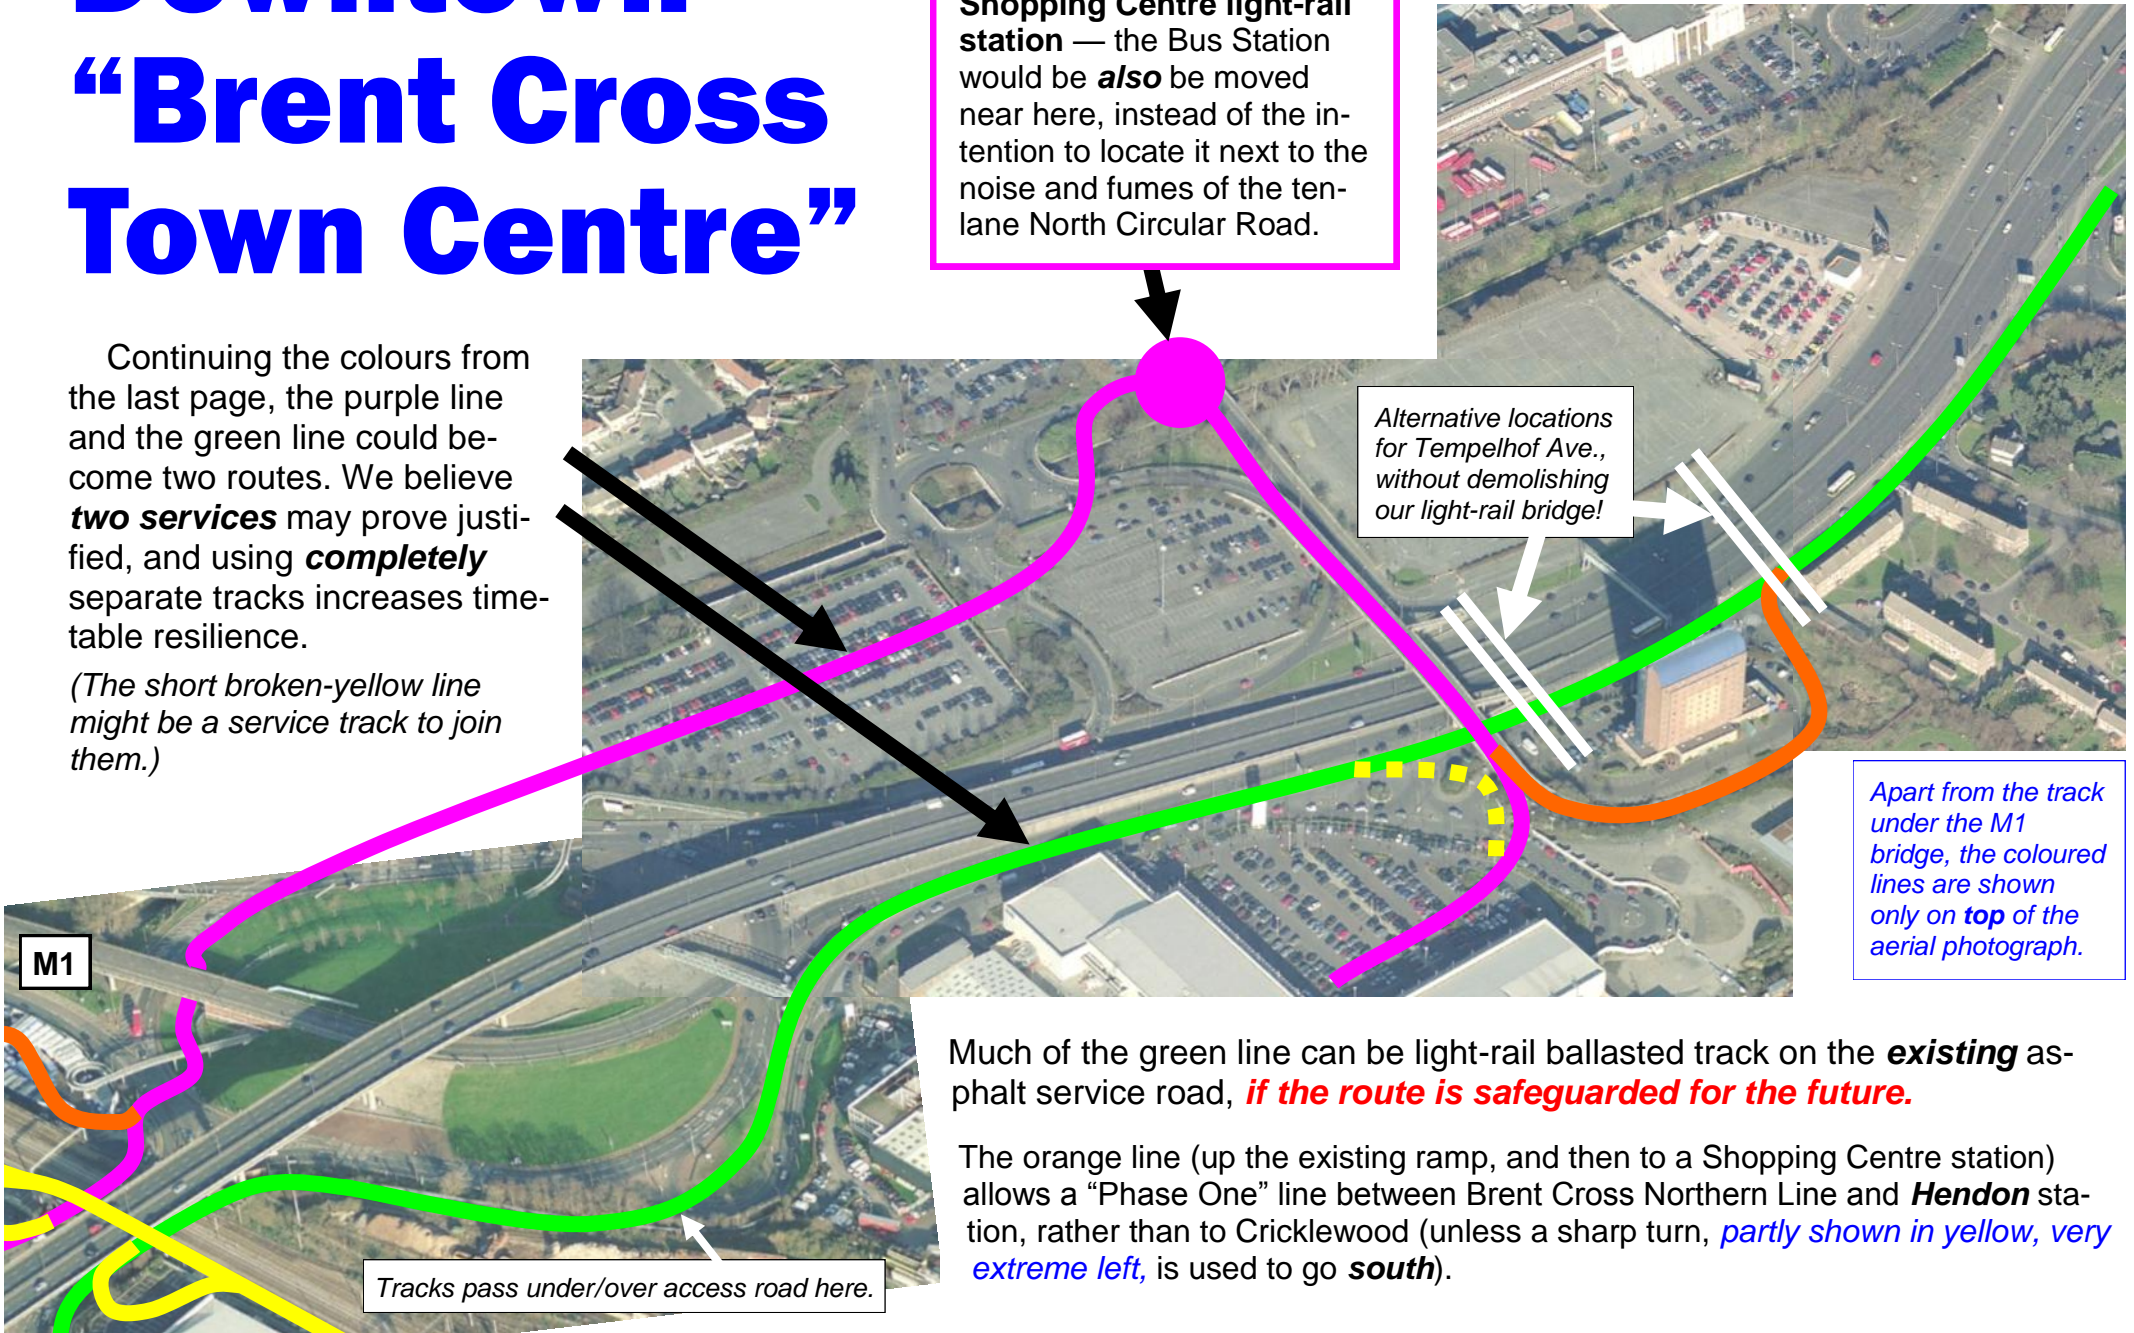 Downtown
“Brent Cross
Town Centre”
Shopping Centre light-rail
station — the Bus Station
would be also be moved
near here, instead of the in-
tention to locate it next to the
noise and fumes of the ten-
lane North Circular Road.
Continuing the colours from
the last page, the purple line
and the green line could be-
come two routes. We believe
two services may prove justi-
fied, and using completely
separate tracks increases time-
table resilience.
(The short broken-yellow line
might be a service track to join
them.)
Alternative locations
for Tempelhof Ave.,
without demolishing
our light-rail bridge!
Apart from the track
under the M1
bridge, the coloured
lines are shown
only on top of the
aerial photograph.
M1
Much of the green line can be light-rail ballasted track on the existing as-
phalt service road, if the route is safeguarded for the future.
The orange line (up the existing ramp, and then to a Shopping Centre station)
allows a “Phase One” line between Brent Cross Northern Line and Hendon sta-
tion, rather than to Cricklewood (unless a sharp turn, partly shown in yellow, very
extreme left, is used to go south).
Tracks pass under/over access road here.